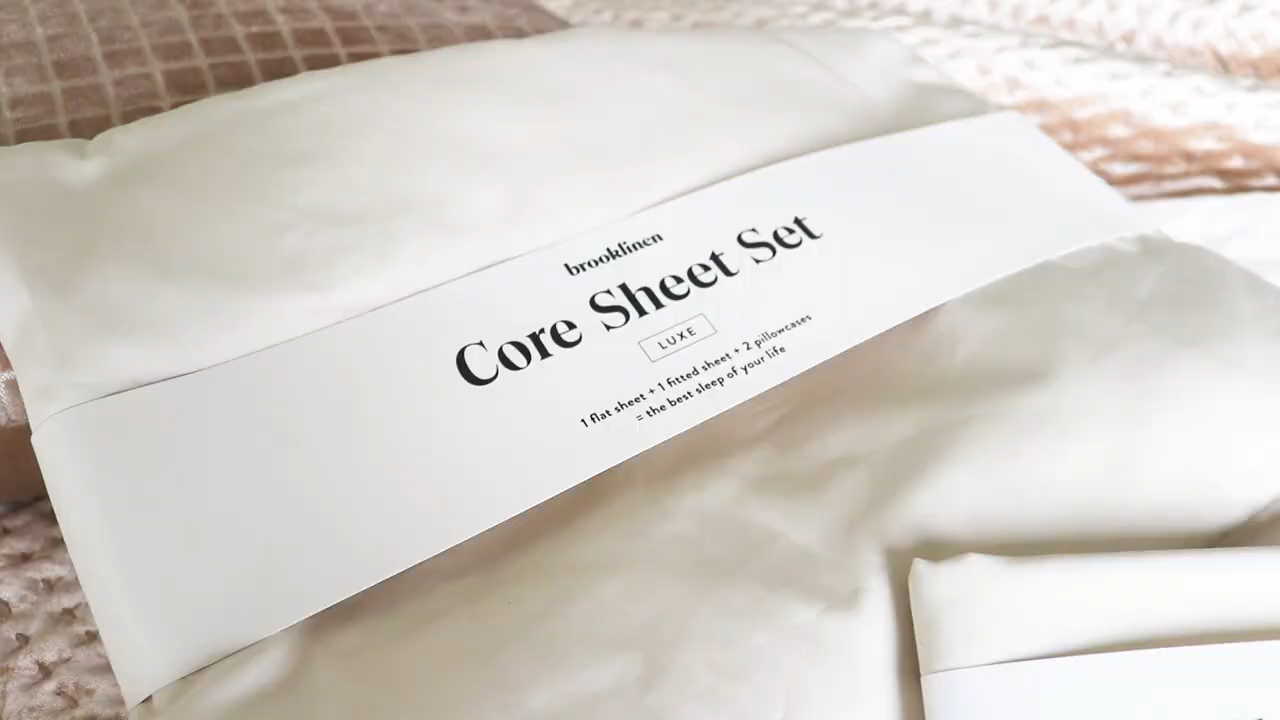 brooklinen
Core Sheet Set
LUXE
1 flat sheet + 1 fitted sheet + 2 pillowcases
= the best sleep of your life